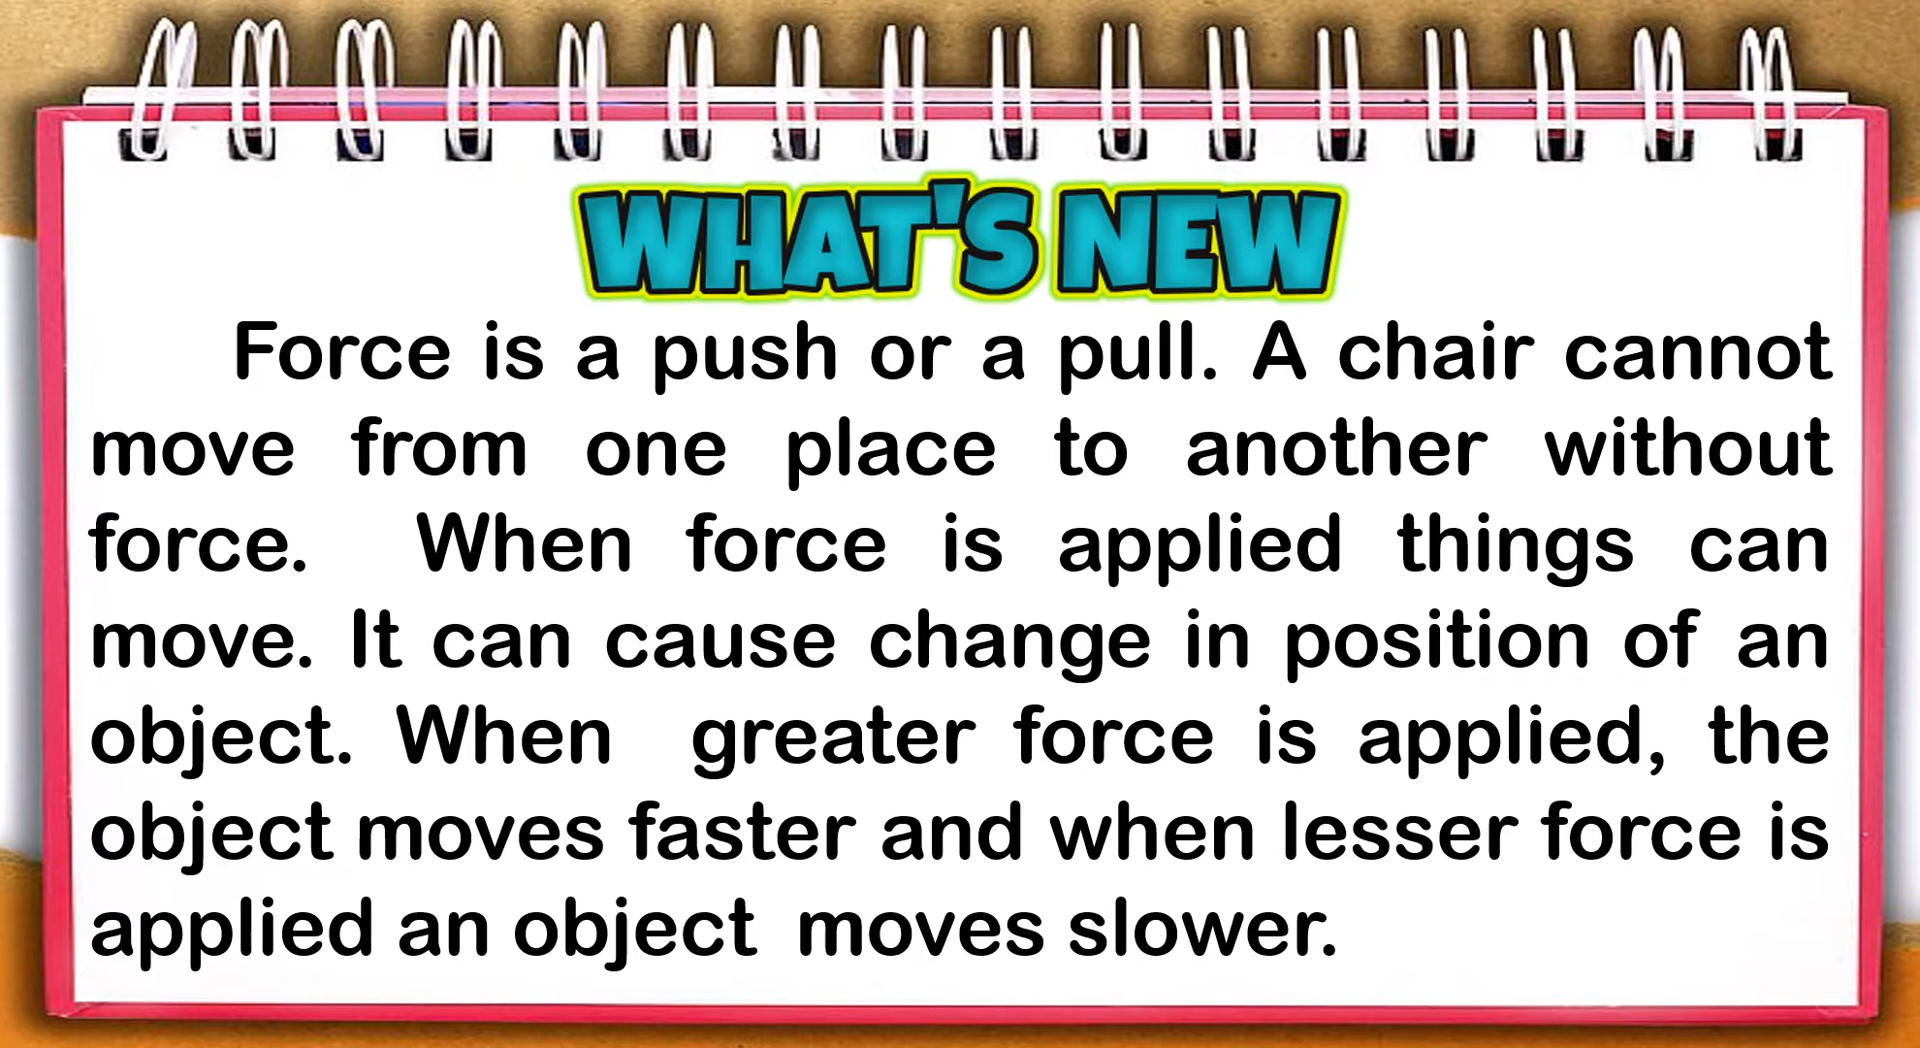 WHAT'S NEW
Force is a push or a pull. A chair cannot
move from one place to another without
force. When force is applied things can
move. It can cause change in position of an
object. When greater force is applied, the
object moves faster and when lesser force is
applied an object moves slower.